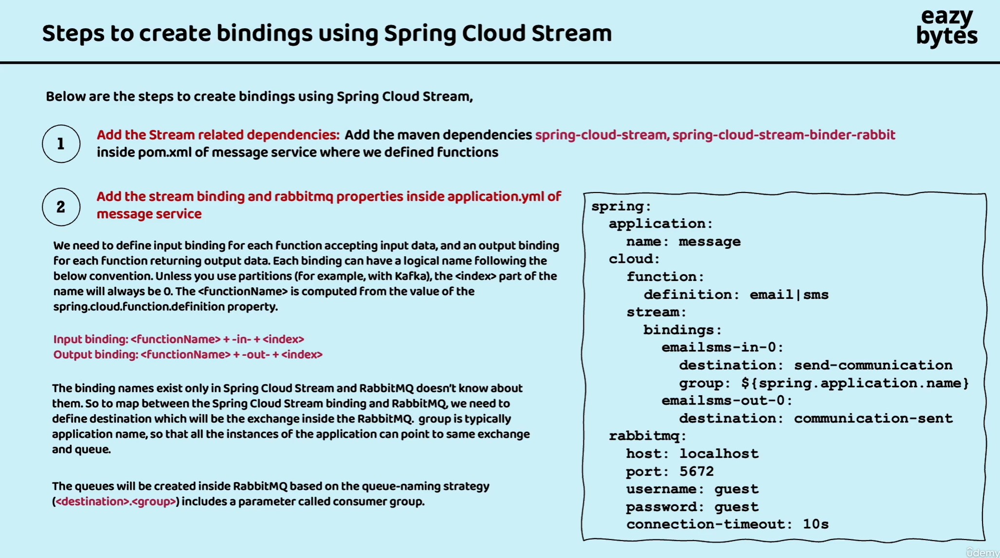 Steps to create bindings using Spring Cloud Stream
eazy
bytes
Below are the steps to create bindings using Spring Cloud Stream,
1
Add the Stream related dependencies: Add the maven dependencies spring-cloud-stream, spring-cloud-stream-binder-rabbit
inside pom.xml of message service where we defined functions
2
Add the stream binding and rabbitmq properties inside application.yml of
message service
We need to define input binding for each function accepting input data, and an output binding
for each function returning output data. Each binding can have a logical name following the
below convention. Unless you use partitions (for example, with Kafka), the <index> part of the
name will always be 0. The <functionName> is computed from the value of the
spring.cloud.function.definition property.
Input binding: <functionName> + -in- + <index>
Output binding: <functionName> + -out- + <index>
The binding names exist only in Spring Cloud Stream and RabbitMQ doesn't know about
them. So to map between the Spring Cloud Stream binding and RabbitMQ, we need to
define destination which will be the exchange inside the RabbitMQ. group is typically
application name, so that all the instances of the application can point to same exchange
and queue.
The queues will be created inside RabbitMQ based on the queue-naming strategy
(<destination>.<group>) includes a parameter called consumer group.
spring:
  application:
    name: message
  cloud:
    function:
      definition: email|sms
    stream:
      bindings:
        emailsms-in-0:
          destination: send-communication
          group: ${spring.application.name}
        emailsms-out-0:
          destination: communication-sent
  rabbitmq:
    host: localhost
    port: 5672
    username: guest
    password: guest
    connection-timeout: 10s
ûdemy